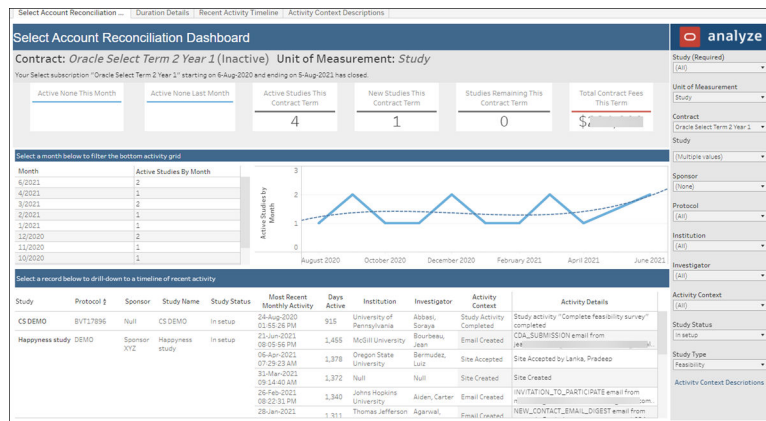 Select Account Reconciliation ... Duration Details Recent Activity Timeline Activity Context Descriptions
Select Account Reconciliation Dashboard
analyze
Contract: Oracle Select Term 2 Year 1 (Inactive) Unit of Measurement: Study
Your Select subscription "Oracle Select Term 2 Year 1" starting on 6-Aug-2020 and ending on 5-Aug-2021 has closed.
Active None This Month
Active None Last Month
Active Studies This Contract Term
4
New Studies This Contract Term
1
Studies Remaining This Contract Term
0
Total Contract Fees This Term
$
Select a month below to filter the bottom activity grid
Month Active Studies By Month
6/2021 2
4/2021 1
3/2021 2
2/2021 1
1/2021 1
12/2020 2
11/2020 1
10/2020 1
Active Studies by Month
3
2
1
0
August 2020 October 2020 December 2020 February 2021 April 2021 June 2021
Select a record below to drill-down to a timeline of recent activity
Study Protocol Sponsor Study Name Study Status Most Recent Monthly Activity Days Active Institution Investigator Activity Context Activity Details
CS DEMO BVT17896 Null CS DEMO In setup 24-Aug-2020 01:55:26 PM 915 University of Pennsylvania Abbasi, Soraya Study Activity Completed Study activity "Complete feasibility survey" completed
Happyness study DEMO Sponsor XYZ Happyness study In setup 21-Jun-2021 08:05:56 PM 1,455 McGill University Bourbeau, Jean Email Created CDA_SUBMISSION email from
06-Apr-2021 07:29:23 AM 1,378 Oregon State University Bermudez, Luiz Site Accepted Site Accepted by Lanka, Pradeep
31-Mar-2021 09:14:40 AM 1,372 Null Null Site Created Site Created
26-Feb-2021 08:22:31 PM 1,340 Johns Hopkins University Aiden, Carter Email Created INVITATION_TO_PARTICIPATE email from
28-Jan-2021 1,311 Thomas Jefferson Agarwal, Email Created NEW_CONTACT_EMAIL_DIGEST email from
Study (Required)
(All)
Unit of Measurement
Study
Contract
Oracle Select Term 2 Year 1
Study
(Multiple values)
Sponsor
(None)
Protocol
(All)
Institution
(All)
Investigator
(All)
Activity Context
(All)
Study Status
In setup
Study Type
Feasibility
Activity Context Descriptions